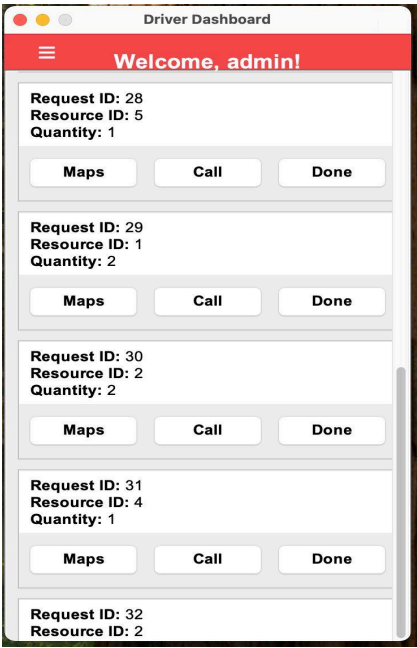 Driver Dashboard
Welcome, admin!
Request ID: 28
Resource ID: 5
Quantity: 1
Maps Call Done
Request ID: 29
Resource ID: 1
Quantity: 2
Maps Call Done
Request ID: 30
Resource ID: 2
Quantity: 2
Maps Call Done
Request ID: 31
Resource ID: 4
Quantity: 1
Maps Call Done
Request ID: 32
Resource ID: 2